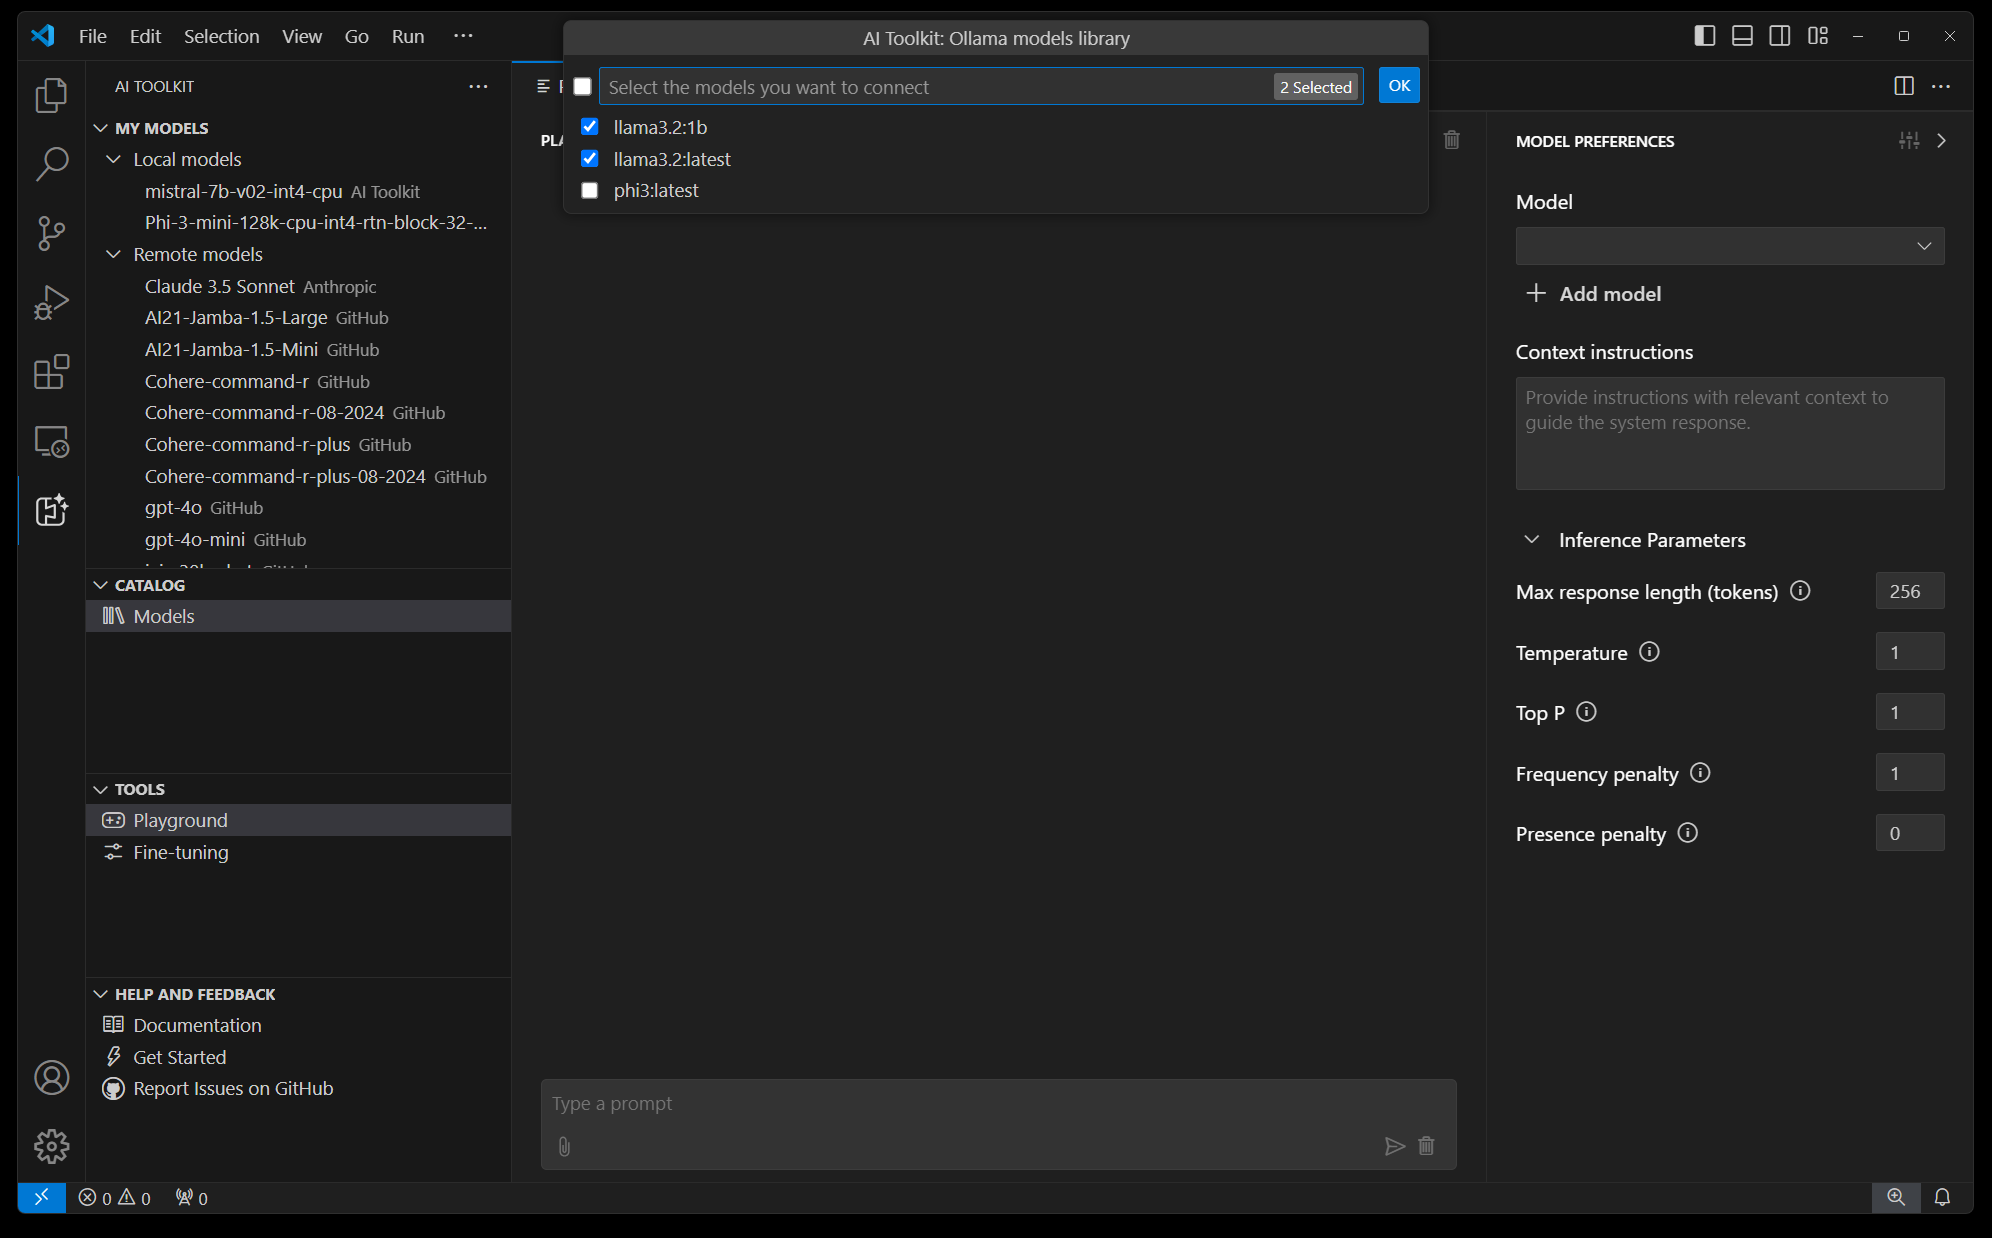 File Edit Selection View Go Run ···
AI Toolkit: Ollama models library
Select the models you want to connect 2 Selected OK
llama3.2:1b
llama3.2:latest
phi3:latest
AI TOOLKIT ···
MY MODELS
Local models
mistral-7b-v02-int4-cpu AI Toolkit
Phi-3-mini-128k-cpu-int4-rtn-block-32-...
Remote models
Claude 3.5 Sonnet Anthropic
AI21-Jamba-1.5-Large GitHub
AI21-Jamba-1.5-Mini GitHub
Cohere-command-r GitHub
Cohere-command-r-08-2024 GitHub
Cohere-command-r-plus GitHub
Cohere-command-r-plus-08-2024 GitHub
gpt-4o GitHub
gpt-4o-mini GitHub
CATALOG
Models
TOOLS
Playground
Fine-tuning
HELP AND FEEDBACK
Documentation
Get Started
Report Issues on GitHub
Type a prompt
MODEL PREFERENCES
Model
Add model
Context instructions
Provide instructions with relevant context to
guide the system response.
Inference Parameters
Max response length (tokens) 256
Temperature 1
Top P 1
Frequency penalty 1
Presence penalty 0
0 0 0